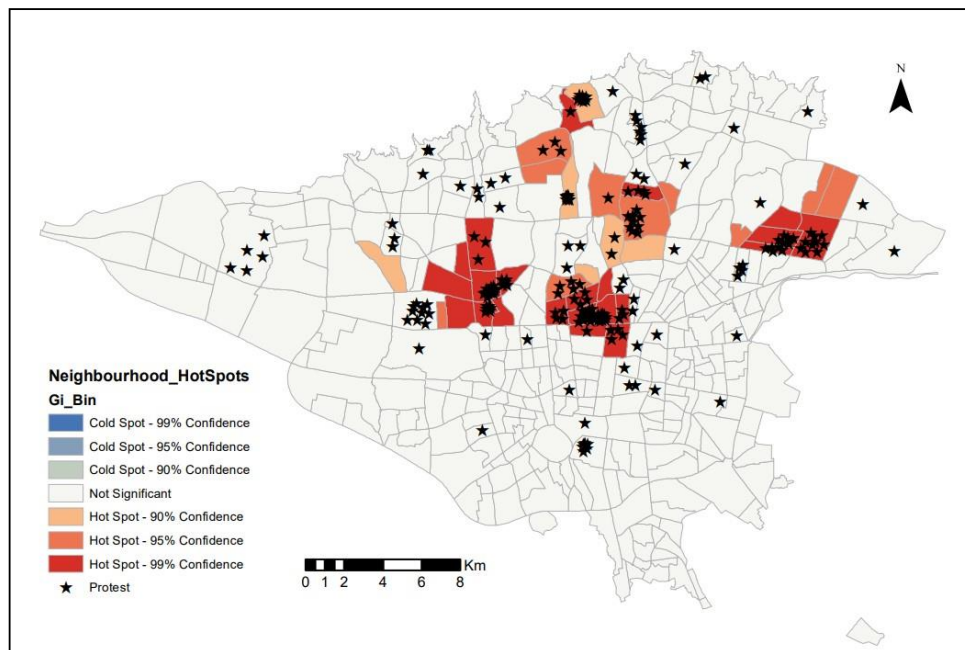 N
Neighbourhood_HotSpots
Gi_Bin
Cold Spot - 99% Confidence
Cold Spot - 95% Confidence
Cold Spot - 90% Confidence
Not Significant
Hot Spot - 90% Confidence
Hot Spot - 95% Confidence
Hot Spot - 99% Confidence
Protest
Km
0 1 2 4 6 8